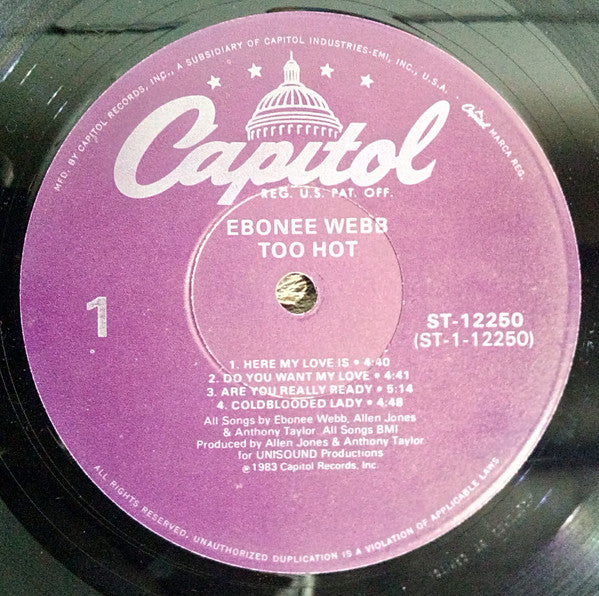 MFD. BY CAPITOL RECORDS, INC., A SUBSIDIARY OF CAPITOL INDUSTRIES-EMI, INC., U.S.A. • Capitol MARCA REG.
Capitol
REG. U.S. PAT. OFF.
EBONEE WEBB
TOO HOT
1
ST-12250
(ST-1-12250)
1. HERE MY LOVE IS • 4:40
2. DO YOU WANT MY LOVE • 4:41
3. ARE YOU REALLY READY • 5:14
4. COLDBLOODED LADY • 4:48
All Songs by Ebonee Webb, Allen Jones
& Anthony Taylor. All Songs BMI
Produced by Allen Jones & Anthony Taylor
for UNISOUND Productions
℗ 1983 Capitol Records, Inc.
ALL RIGHTS RESERVED. UNAUTHORIZED DUPLICATION IS A VIOLATION OF APPLICABLE LAWS.